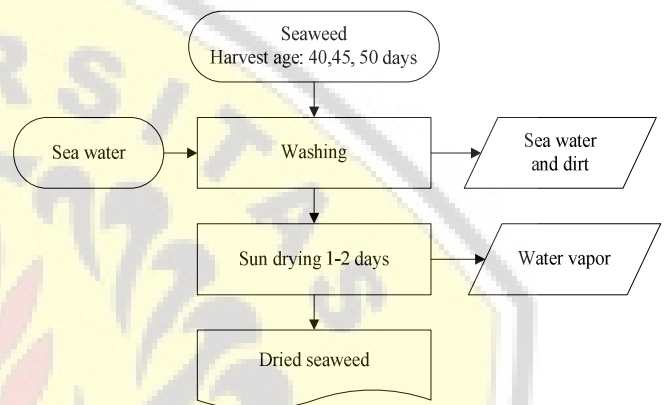 Seaweed
Harvest age: 40,45, 50 days
Sea water
Washing
Sea water
and dirt
Sun drying 1-2 days
Water vapor
Dried seaweed
R S I T A S